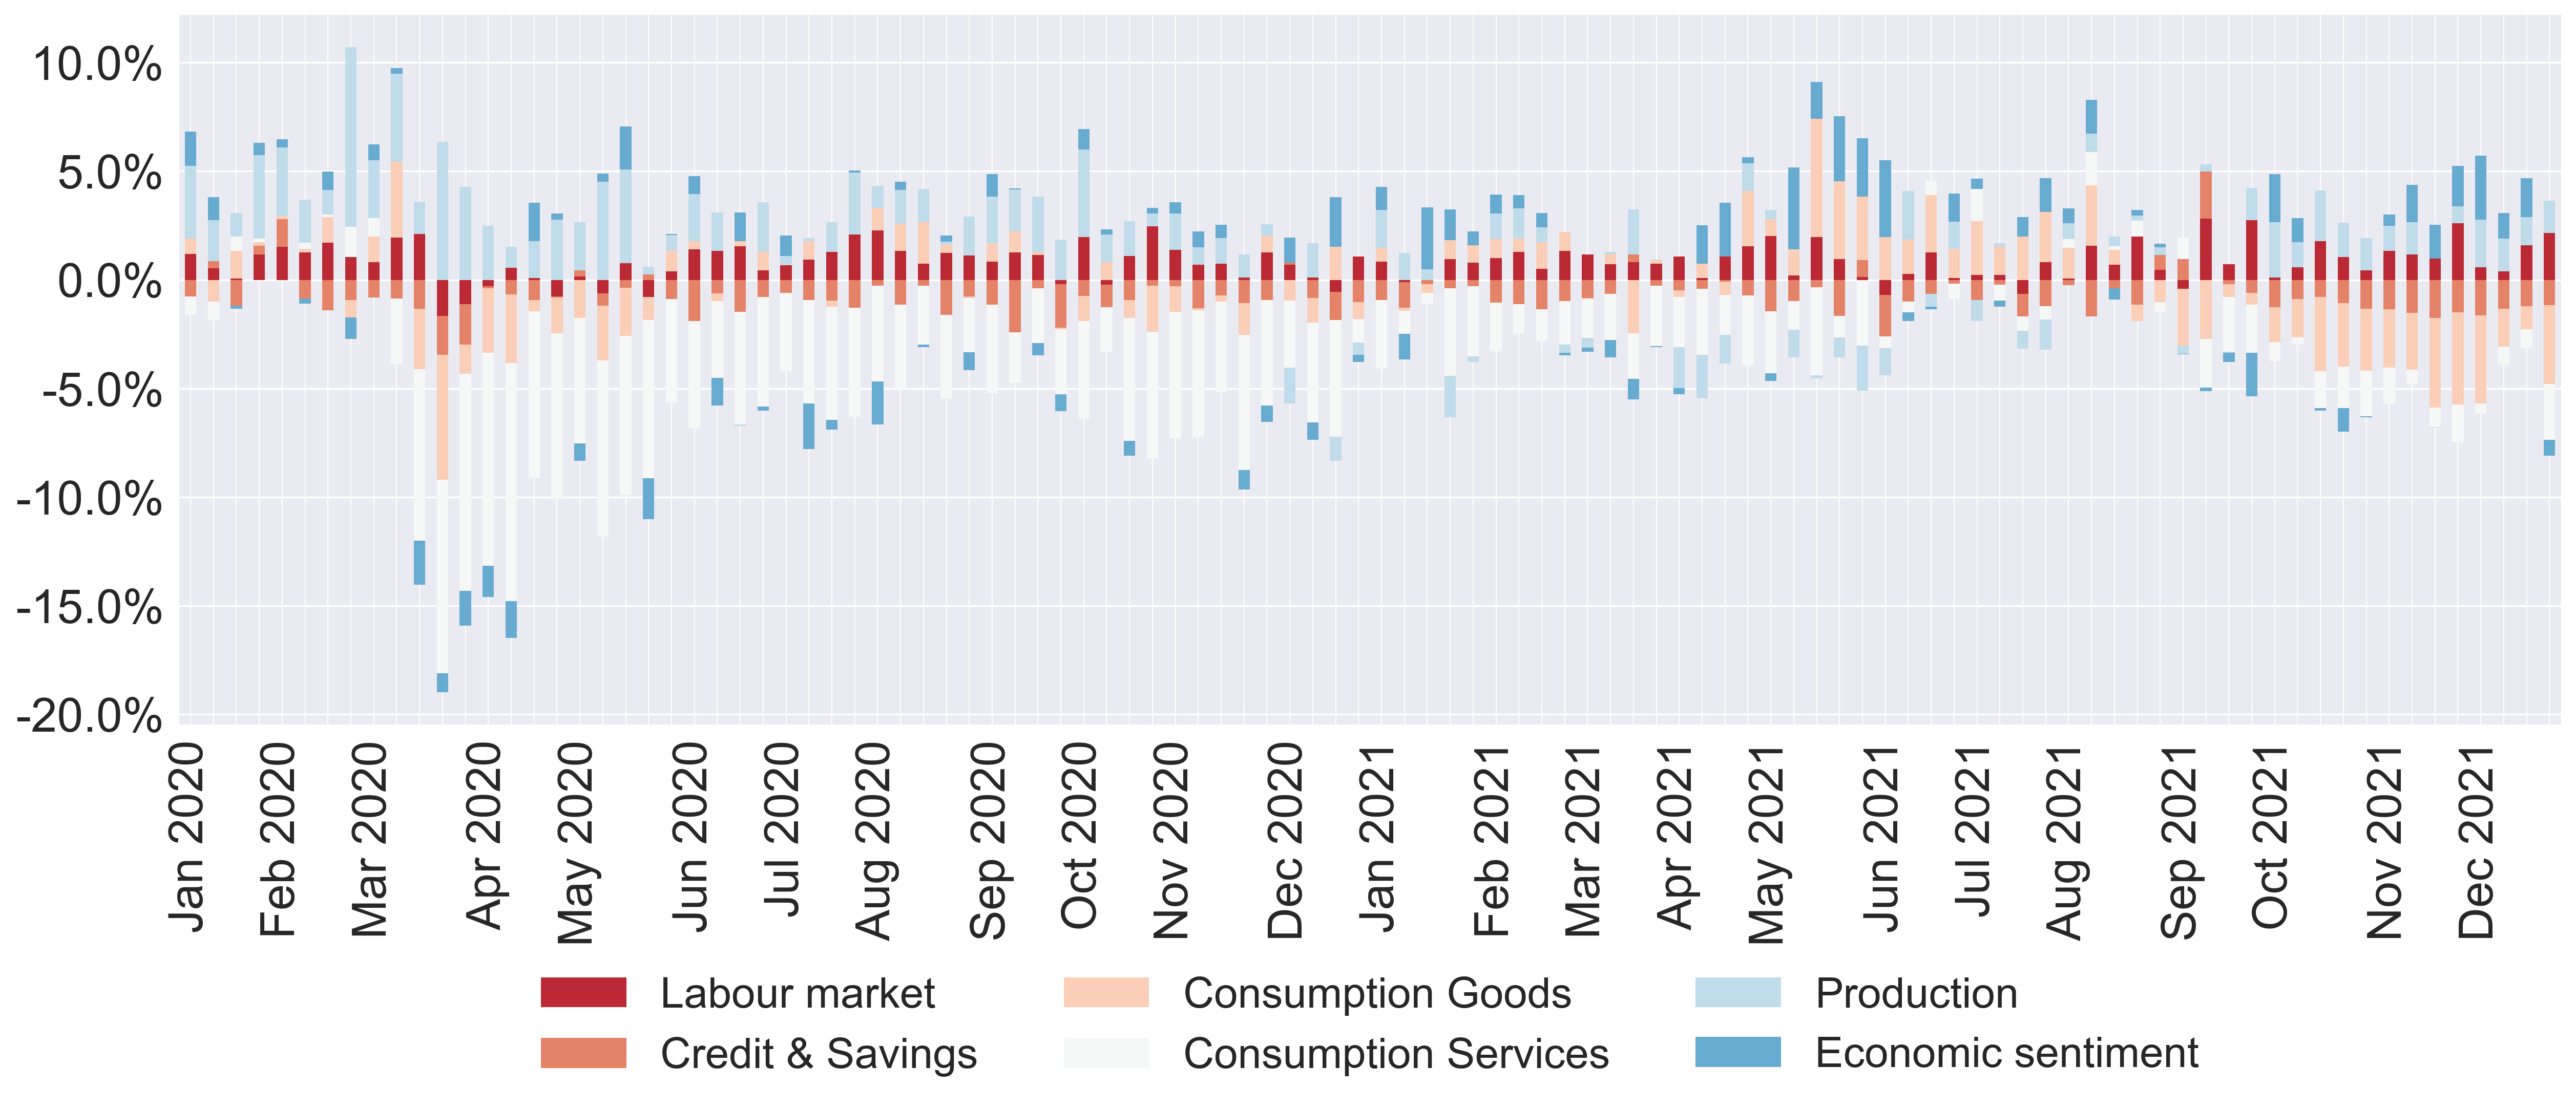 10.0%
5.0%
0.0%
-5.0%
-10.0%
-15.0%
-20.0%
Jan 2020
Feb 2020
Mar 2020
Apr 2020
May 2020
Jun 2020
Jul 2020
Aug 2020
Sep 2020
Oct 2020
Nov 2020
Dec 2020
Jan 2021
Feb 2021
Mar 2021
Apr 2021
May 2021
Jun 2021
Jul 2021
Aug 2021
Sep 2021
Oct 2021
Nov 2021
Dec 2021
Labour market
Consumption Goods
Production
Credit & Savings
Consumption Services
Economic sentiment